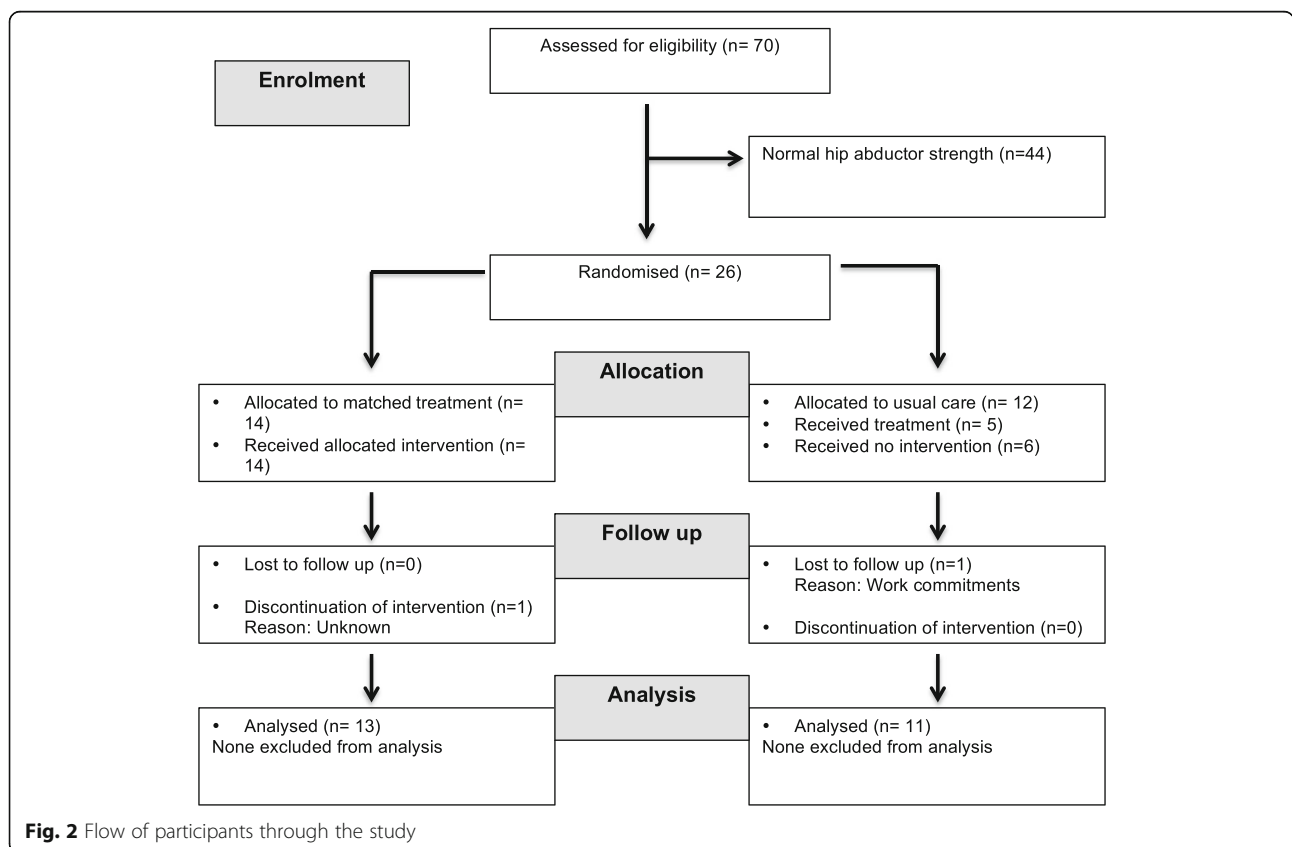 Assessed for eligibility (n= 70)
Enrolment
Normal hip abductor strength (n=44)
Randomised (n= 26)
Allocation
• Allocated to matched treatment (n=
14)
• Received allocated intervention (n=
14)
• Allocated to usual care (n= 12)
• Received treatment (n= 5)
• Received no intervention (n=6)
Follow up
• Lost to follow up (n=0)
• Discontinuation of intervention (n=1)
Reason: Unknown
• Lost to follow up (n=1)
Reason: Work commitments
• Discontinuation of intervention (n=0)
Analysis
• Analysed (n= 13)
None excluded from analysis
• Analysed (n= 11)
None excluded from analysis
Fig. 2 Flow of participants through the study